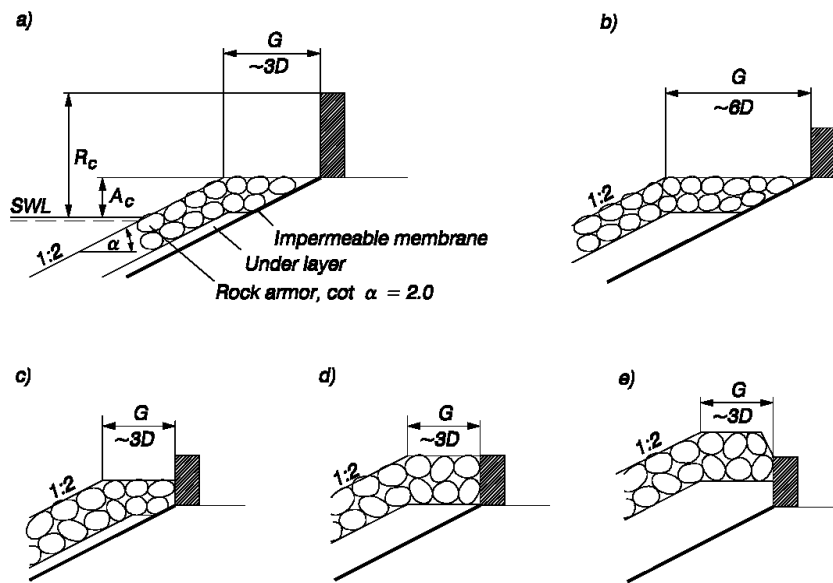 a)
G
~3D
R_c
A_c
SWL
1:2
α
Impermeable membrane
Under layer
Rock armor, cot α = 2.0
b)
G
~6D
1:2
c)
G
~3D
1:2
d)
G
~3D
1:2
e)
G
~3D
1:2